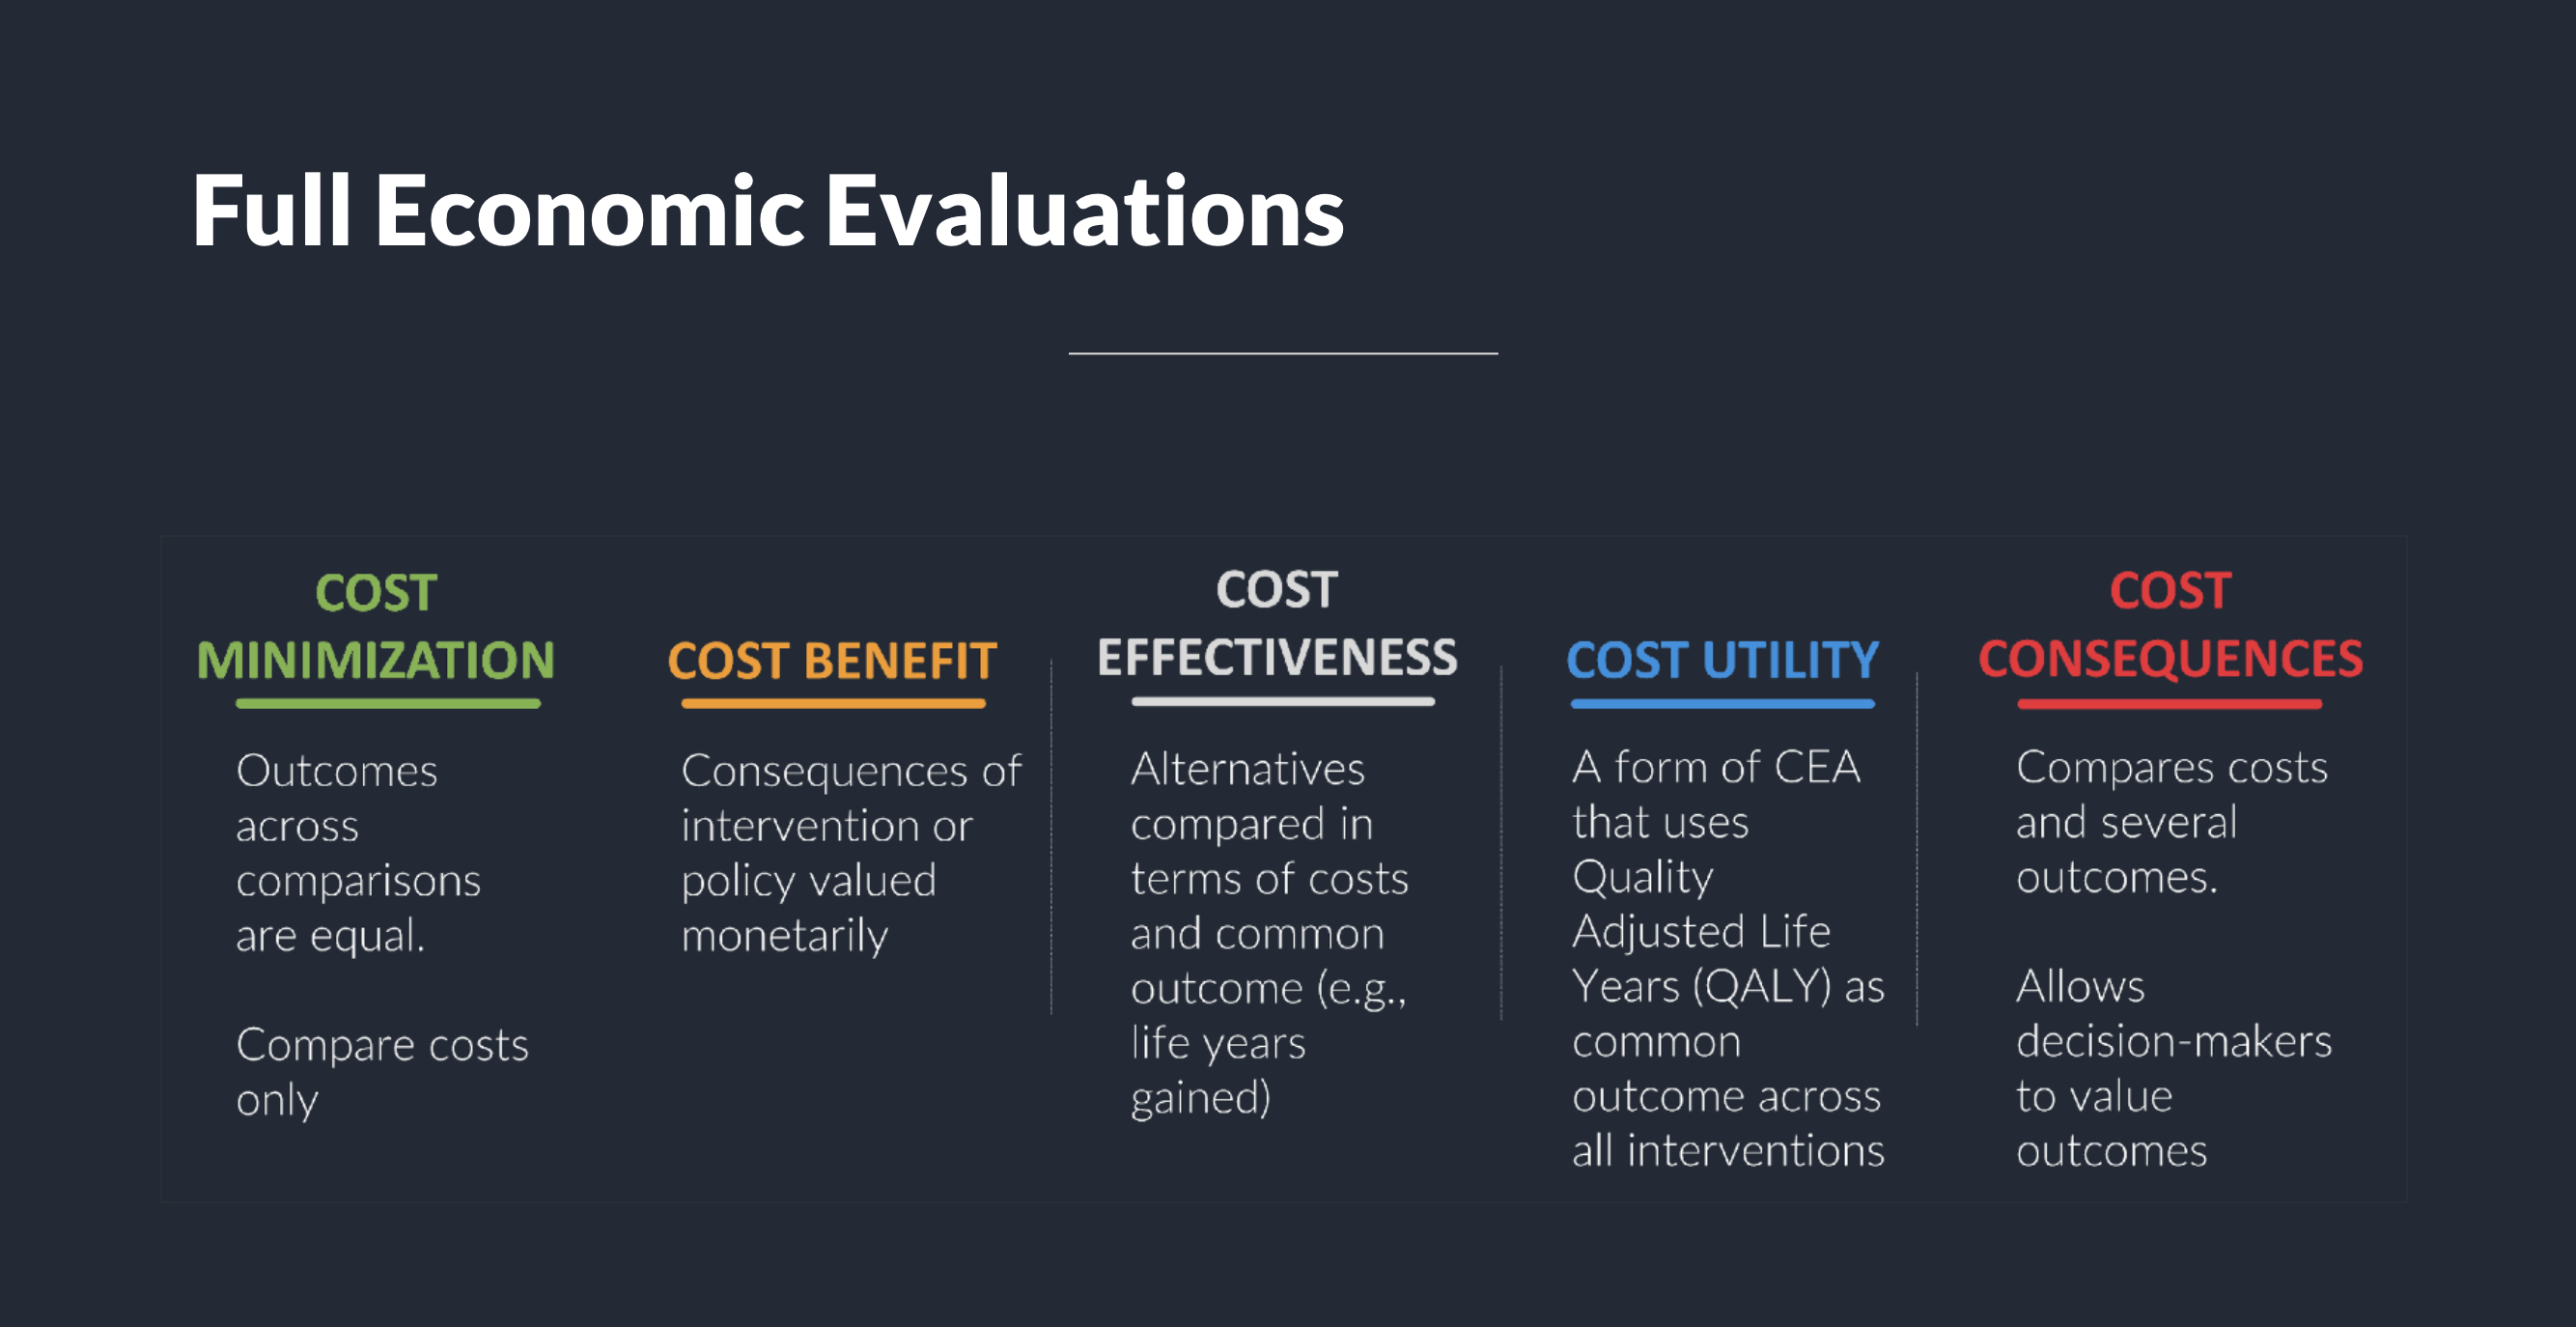 Full Economic Evaluations
COST
MINIMIZATION
Outcomes
across
comparisons
are equal.
Compare costs
only
COST BENEFIT
Consequences of
intervention or
policy valued
monetarily
COST
EFFECTIVENESS
Alternatives
compared in
terms of costs
and common
outcome (e.g.,
life years
gained)
COST UTILITY
A form of CEA
that uses
Quality
Adjusted Life
Years (QALY) as
common
outcome across
all interventions
COST
CONSEQUENCES
Compares costs
and several
outcomes.
Allows
decision-makers
to value
outcomes